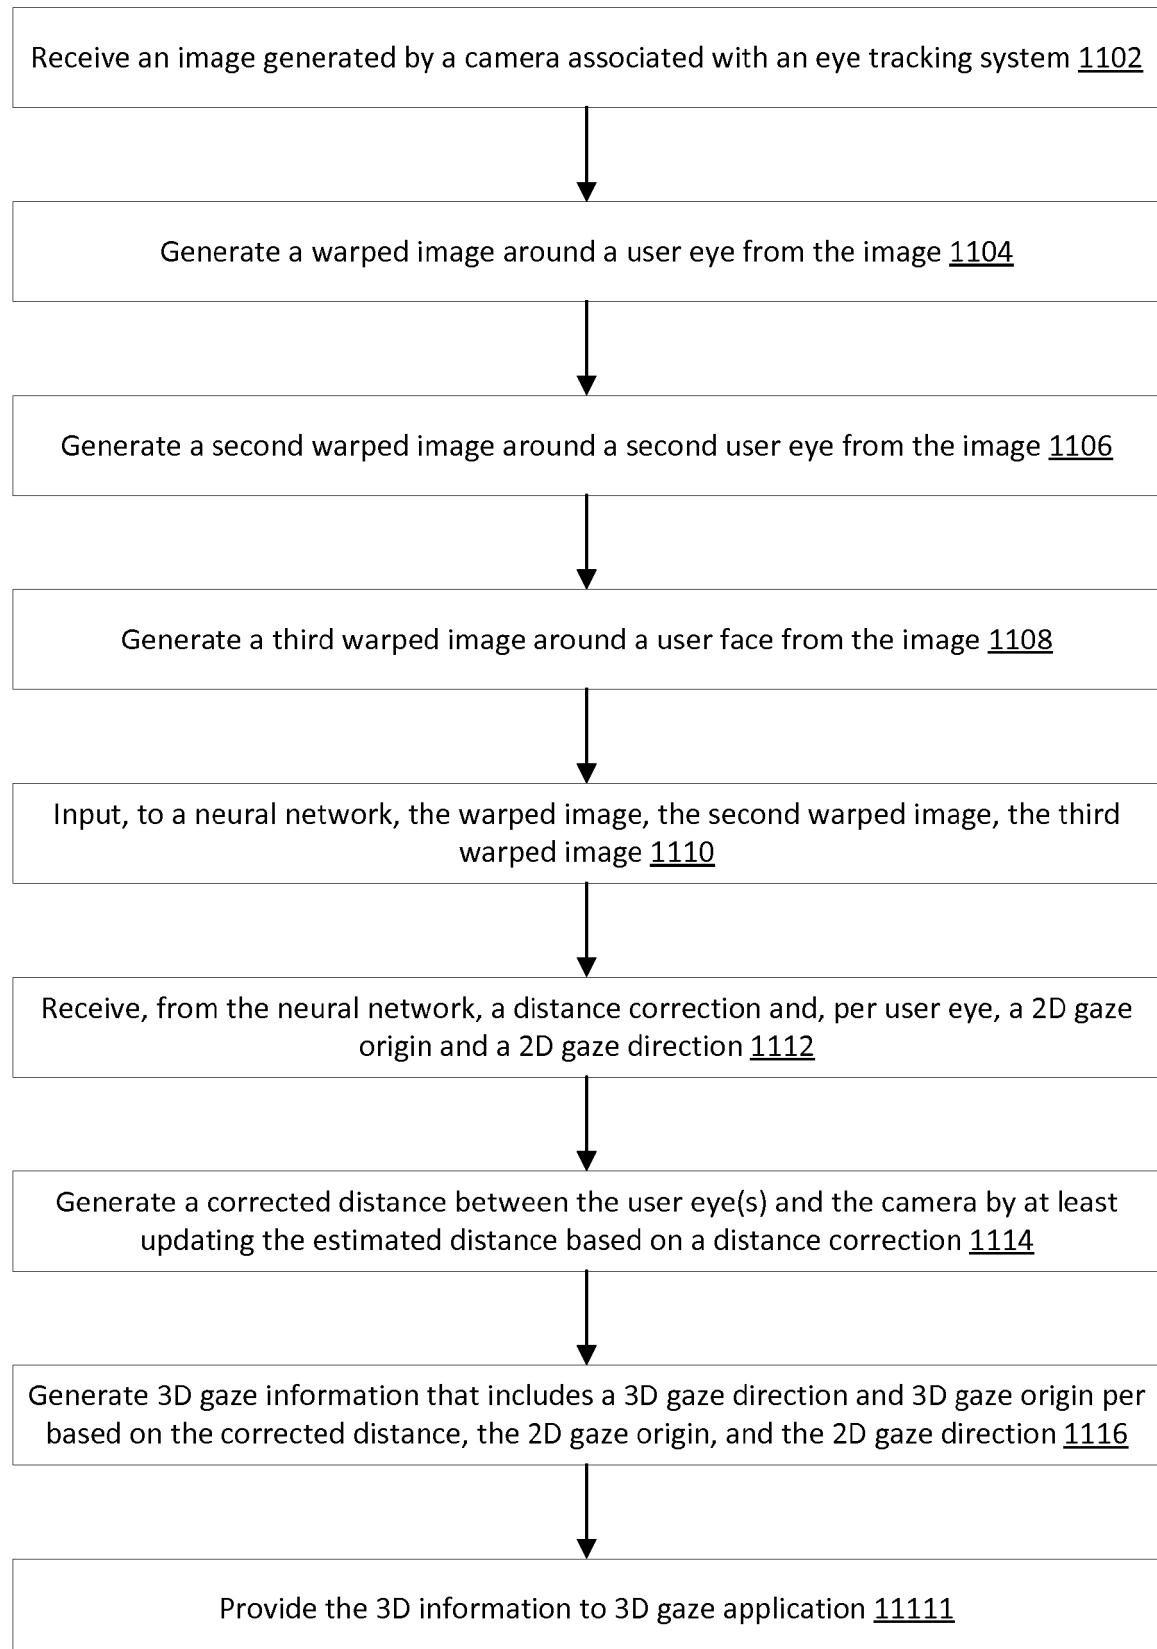 Receive an image generated by a camera associated with an eye tracking system 1102
Generate a warped image around a user eye from the image 1104
Generate a second warped image around a second user eye from the image 1106
Generate a third warped image around a user face from the image 1108
Input, to a neural network, the warped image, the second warped image, the third
warped image 1110
Receive, from the neural network, a distance correction and, per user eye, a 2D gaze
origin and a 2D gaze direction 1112
Generate a corrected distance between the user eye(s) and the camera by at least
updating the estimated distance based on a distance correction 1114
Generate 3D gaze information that includes a 3D gaze direction and 3D gaze origin per
based on the corrected distance, the 2D gaze origin, and the 2D gaze direction 1116
Provide the 3D information to 3D gaze application 11111